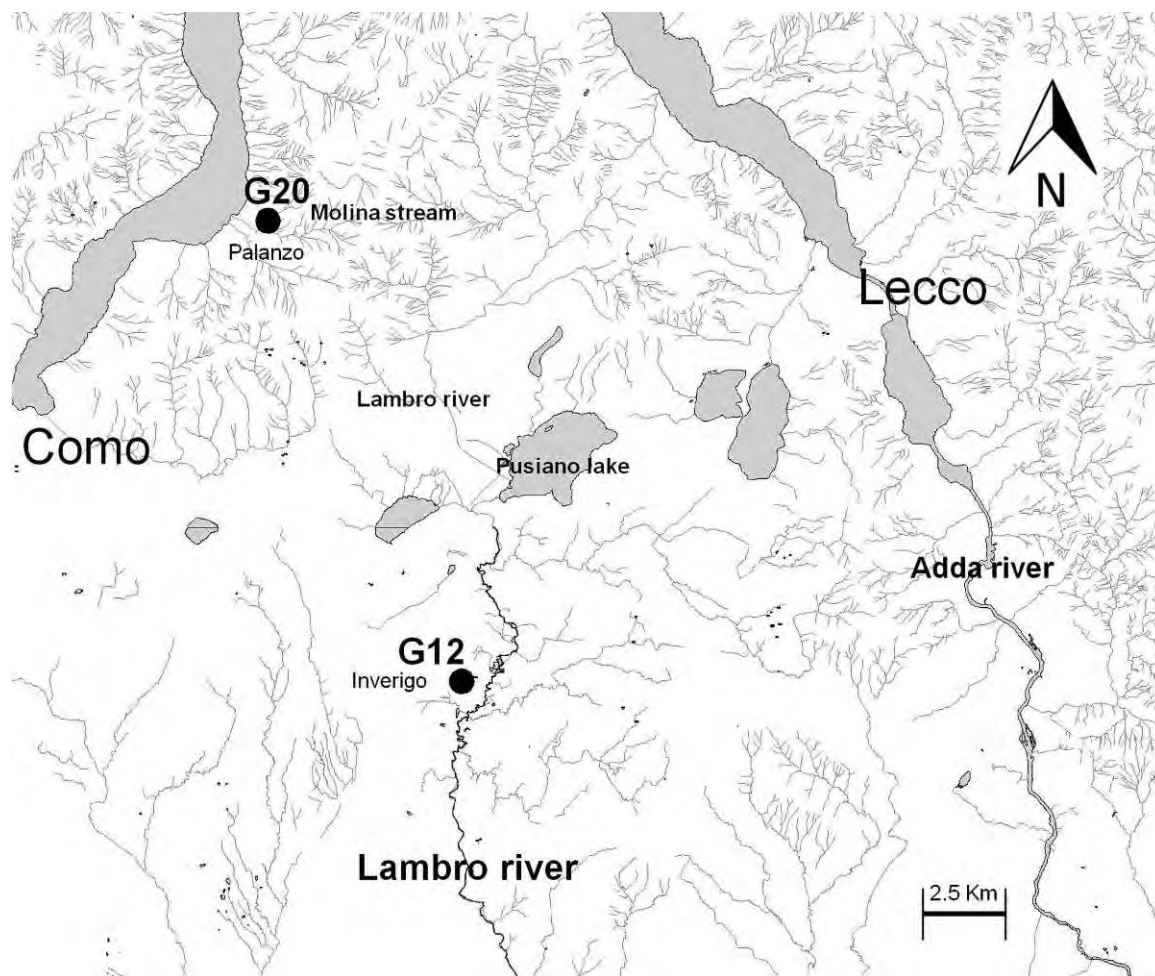 G20
Molina stream
Palanzo
N
Lecco
Lambro river
Como
Pusiano lake
Adda river
G12
Inverigo
Lambro river
2.5 Km